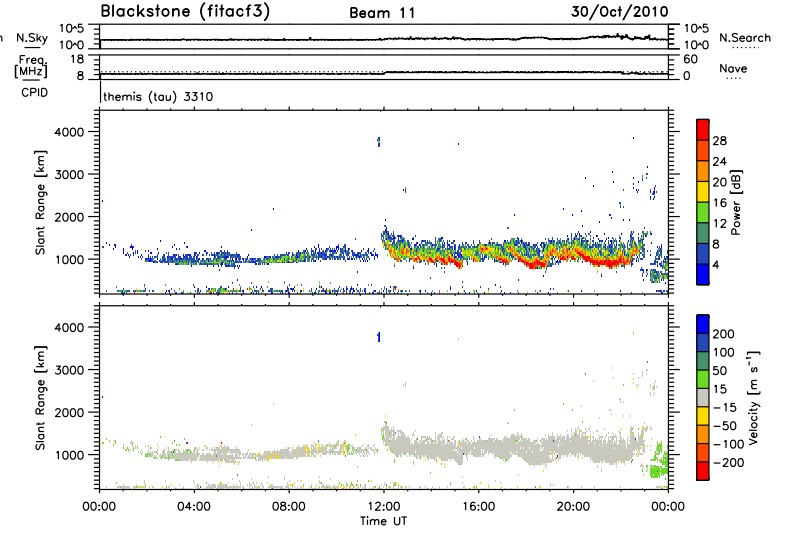 Blackstone (fitacf3) Beam 11 30/Oct/2010
n N.Sky 10^5 10^0 10^5 10^0 N.Search
Freq. [MHz] 18 8 60 0 Nave
CPID themis (tau) 3310
Slant Range [km] 4000 3000 2000 1000
28 24 20 16 12 8 4 Power [dB]
Slant Range [km] 4000 3000 2000 1000
200 100 50 15 -15 -50 -100 -200 Velocity [m s⁻¹]
00:00 04:00 08:00 12:00 16:00 20:00 00:00
Time UT